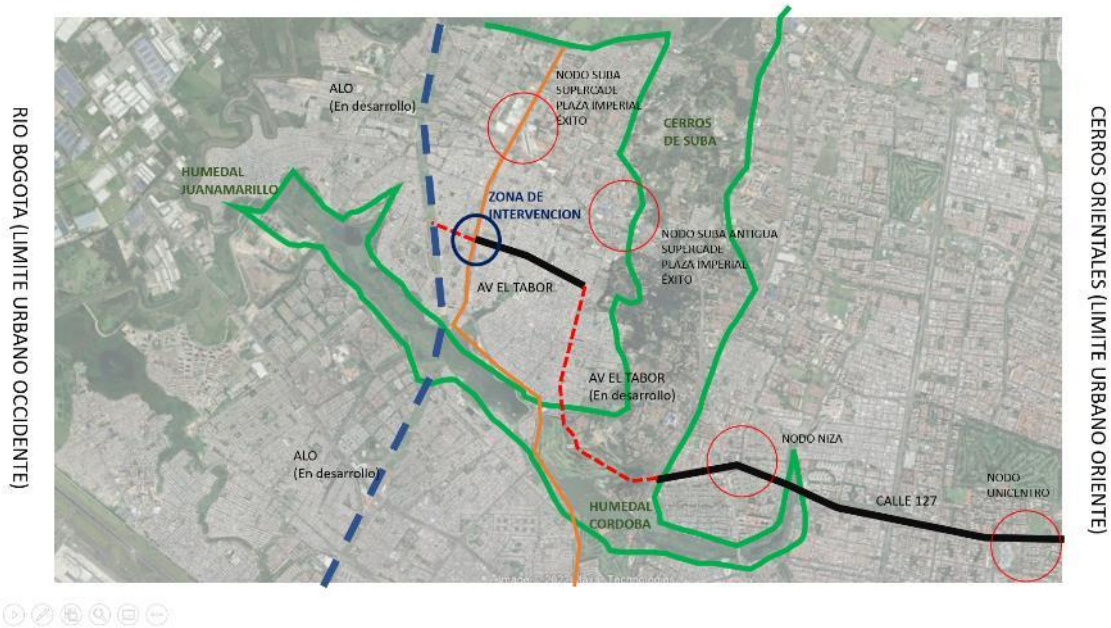 RIO BOGOTA (LIMITE URBANO OCCIDENTE)
ALO
(En desarrollo)
NODO SUBA
SUPERCADE
PLAZA IMPERIAL
ÉXITO
CERROS
DE SUBA
CERROS ORIENTALES (LIMITE URBANO ORIENTE)
HUMEDAL
JUANAMARILLO
ZONA DE
INTERVENCION
NODO SUBA ANTIGUA
SUPERCADE
PLAZA IMPERIAL
ÉXITO
AV EL TABOR
AV EL TABOR
(En desarrollo)
ALO
(En desarrollo)
NODO NIZA
NODO
UNICENTRO
CALLE 127
HUMEDAL
CORDOBA
Технологies